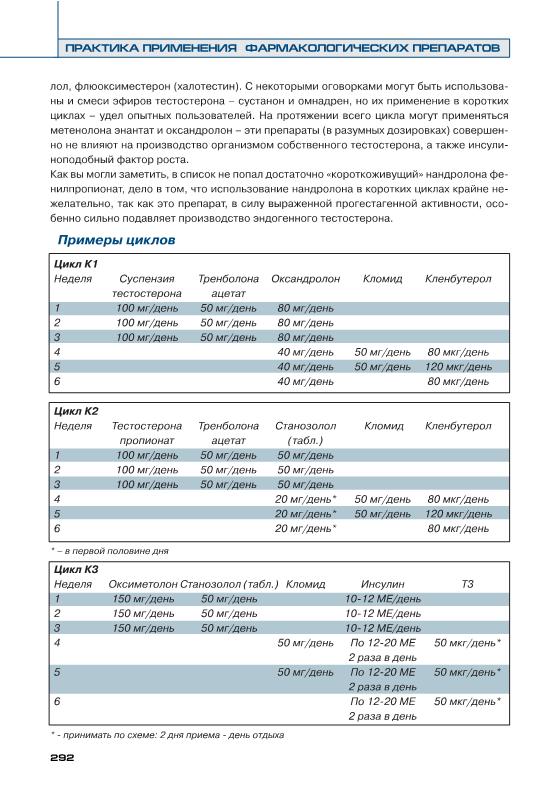 ПРАКТИКА ПРИМЕНЕНИЯ ФАРМАКОЛОГИЧЕСКИХ ПРЕПАРАТОВ
лол, флюоксиместерон (халотестин). С некоторыми оговорками могут быть использова-
ны и смеси эфиров тестостерона – сустанон и омнадрен, но их применение в коротких
циклах – удел опытных пользователей. На протяжении всего цикла могут применяться
метенолона энантат и оксандролон – эти препараты (в разумных дозировках) совершен-
но не влияют на производство организмом собственного тестостерона, а также инсули-
ноподобный фактор роста.
Как вы могли заметить, в список не попал достаточно «короткоживущий» нандролона фе-
нилпропионат, дело в том, что использование нандролона в коротких циклах крайне не-
желательно, так как это препарат, в силу выраженной прогестагенной активности, осо-
бенно сильно подавляет производство эндогенного тестостерона.
Примеры циклов
Цикл К1
Неделя Суспензия Тренболона Оксандролон Кломид Кленбутерол
тестостерона ацетат
1 100 мг/день 50 мг/день 80 мг/день
2 100 мг/день 50 мг/день 80 мг/день
3 100 мг/день 50 мг/день 80 мг/день
4 40 мг/день 50 мг/день 80 мкг/день
5 40 мг/день 50 мг/день 120 мкг/день
6 40 мг/день 80 мкг/день
Цикл К2
Неделя Тестостерона Тренболона Станозолол Кломид Кленбутерол
пропионат ацетат (табл.)
1 100 мг/день 50 мг/день 50 мг/день
2 100 мг/день 50 мг/день 50 мг/день
3 100 мг/день 50 мг/день 50 мг/день
4 20 мг/день* 50 мг/день 80 мкг/день
5 20 мг/день* 50 мг/день 120 мкг/день
6 20 мг/день* 80 мкг/день
* – в первой половине дня
Цикл К3
Неделя Оксиметолон Станозолол (табл.) Кломид Инсулин Т3
1 150 мг/день 50 мг/день 10-12 МЕ/день
2 150 мг/день 50 мг/день 10-12 МЕ/день
3 150 мг/день 50 мг/день 10-12 МЕ/день
4 50 мг/день По 12-20 МЕ 50 мкг/день*
2 раза в день
5 50 мг/день По 12-20 МЕ 50 мкг/день*
2 раза в день
6 По 12-20 МЕ 50 мкг/день*
2 раза в день
* - принимать по схеме: 2 дня приема - день отдыха
292